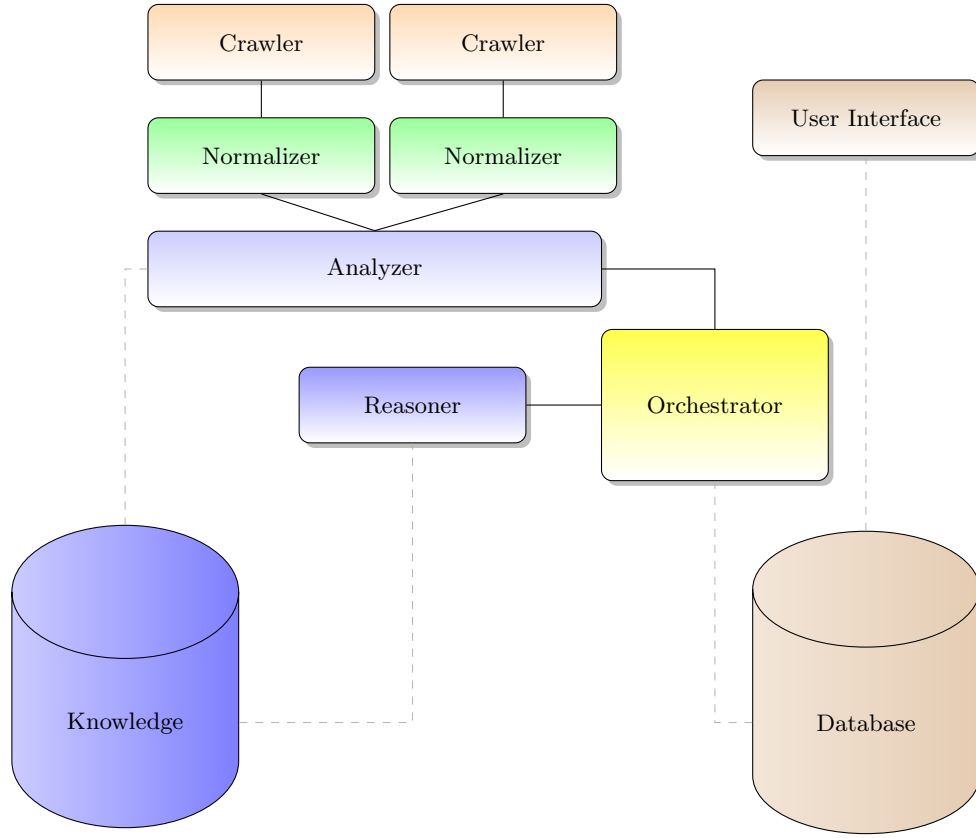 Crawler
Crawler
User Interface
Normalizer
Normalizer
Analyzer
Reasoner
Orchestrator
Knowledge
Database